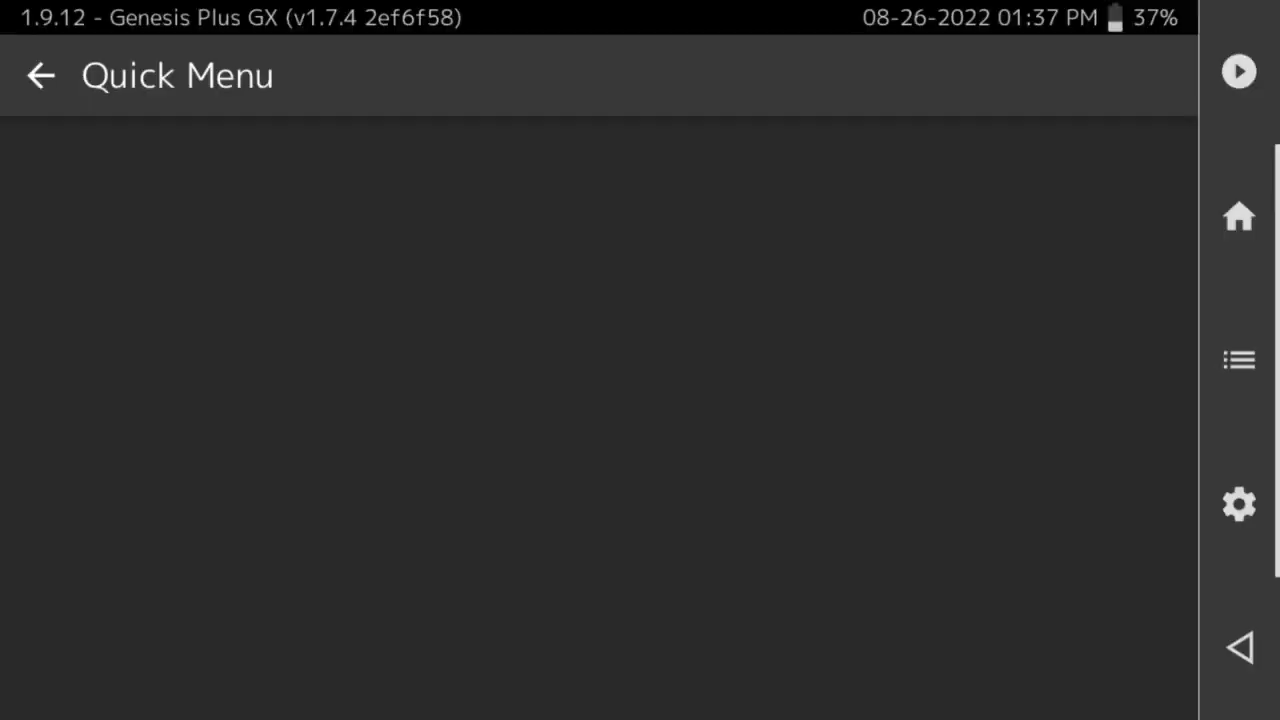 1.9.12 - Genesis Plus GX (v1.7.4 2ef6f58)
08-26-2022 01:37 PM 37%
Quick Menu